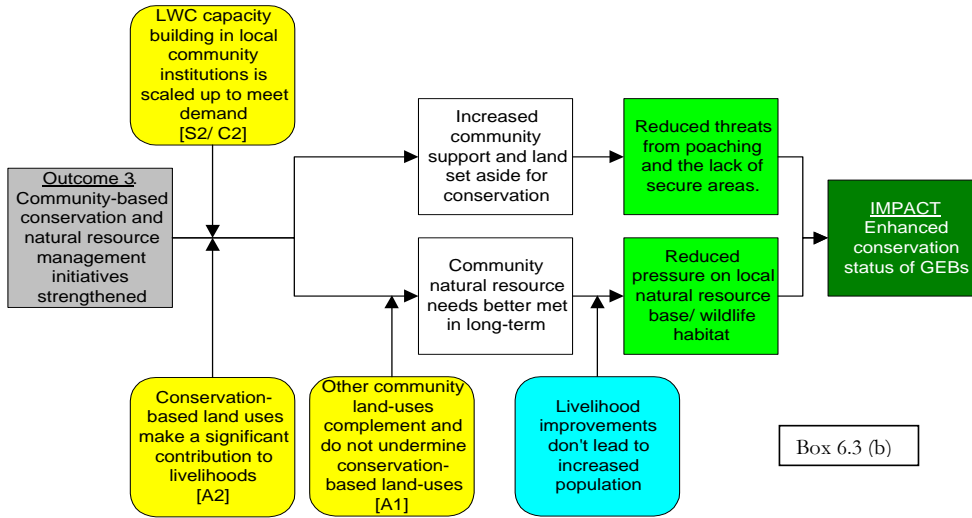 LWC capacity
building in local
community
institutions is
scaled up to meet
demand
[S2/ C2]
Outcome 3.
Community-based
conservation and
natural resource
management
initiatives
strengthened
Increased
community
support and land
set aside for
conservation
Reduced threats
from poaching
and the lack of
secure areas.
IMPACT
Enhanced
conservation
status of GEBs
Community
natural resource
needs better met
in long-term
Reduced
pressure on local
natural resource
base/ wildlife
habitat
Conservation-
based land uses
make a significant
contribution to
livelihoods
[A2]
Other community
land-uses
complement and
do not undermine
conservation-
based land-uses
[A1]
Livelihood
improvements
don't lead to
increased
population
Box 6.3 (b)